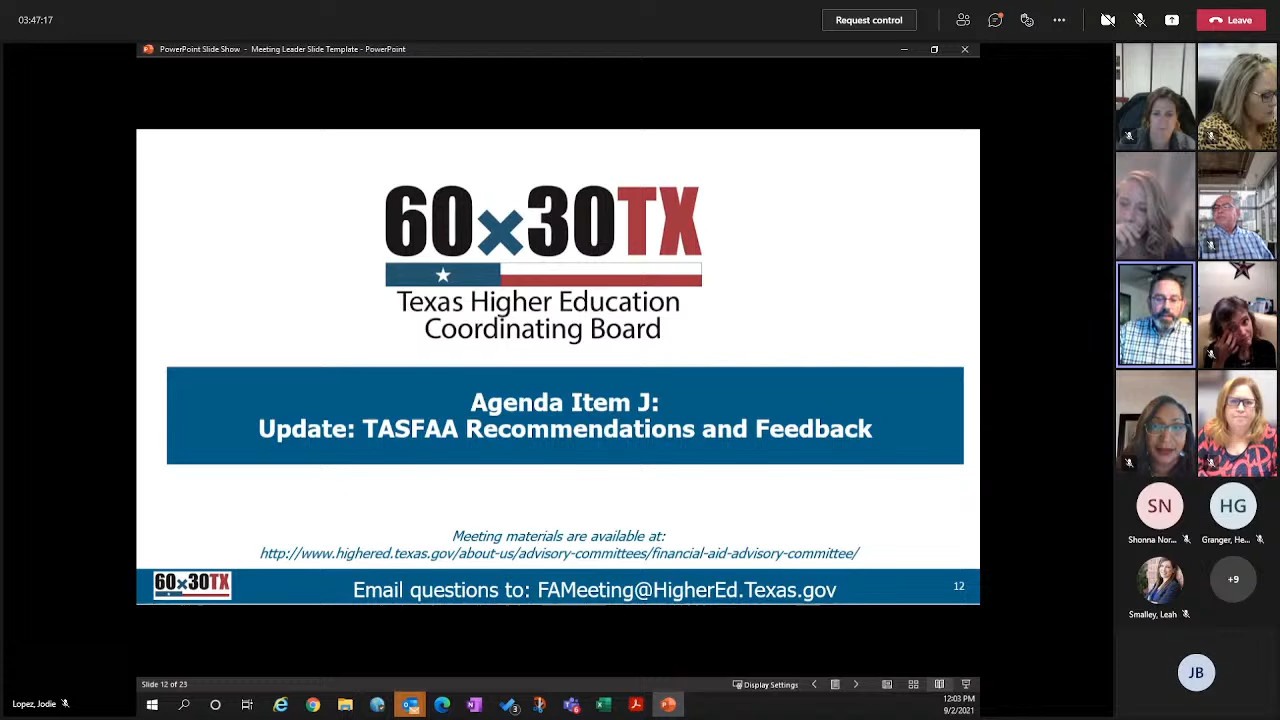 03:47:17
Request control
Leave
PowerPoint Slide Show - Meeting Leader Slide Template - PowerPoint
60x30TX
Texas Higher Education
Coordinating Board
Agenda Item J:
Update: TASFAA Recommendations and Feedback
Meeting materials are available at:
http://www.highered.texas.gov/about-us/advisory-committees/financial-aid-advisory-committee/
60x30TX
Email questions to: FAMeeting@HigherEd.Texas.gov
12
SN
HG
Shonna Nor...
Granger, He...
+9
Smalley, Leah
JB
Slide 12 of 23
Display Settings
Lopez, Jodie
3
12:03 PM
9/2/2021